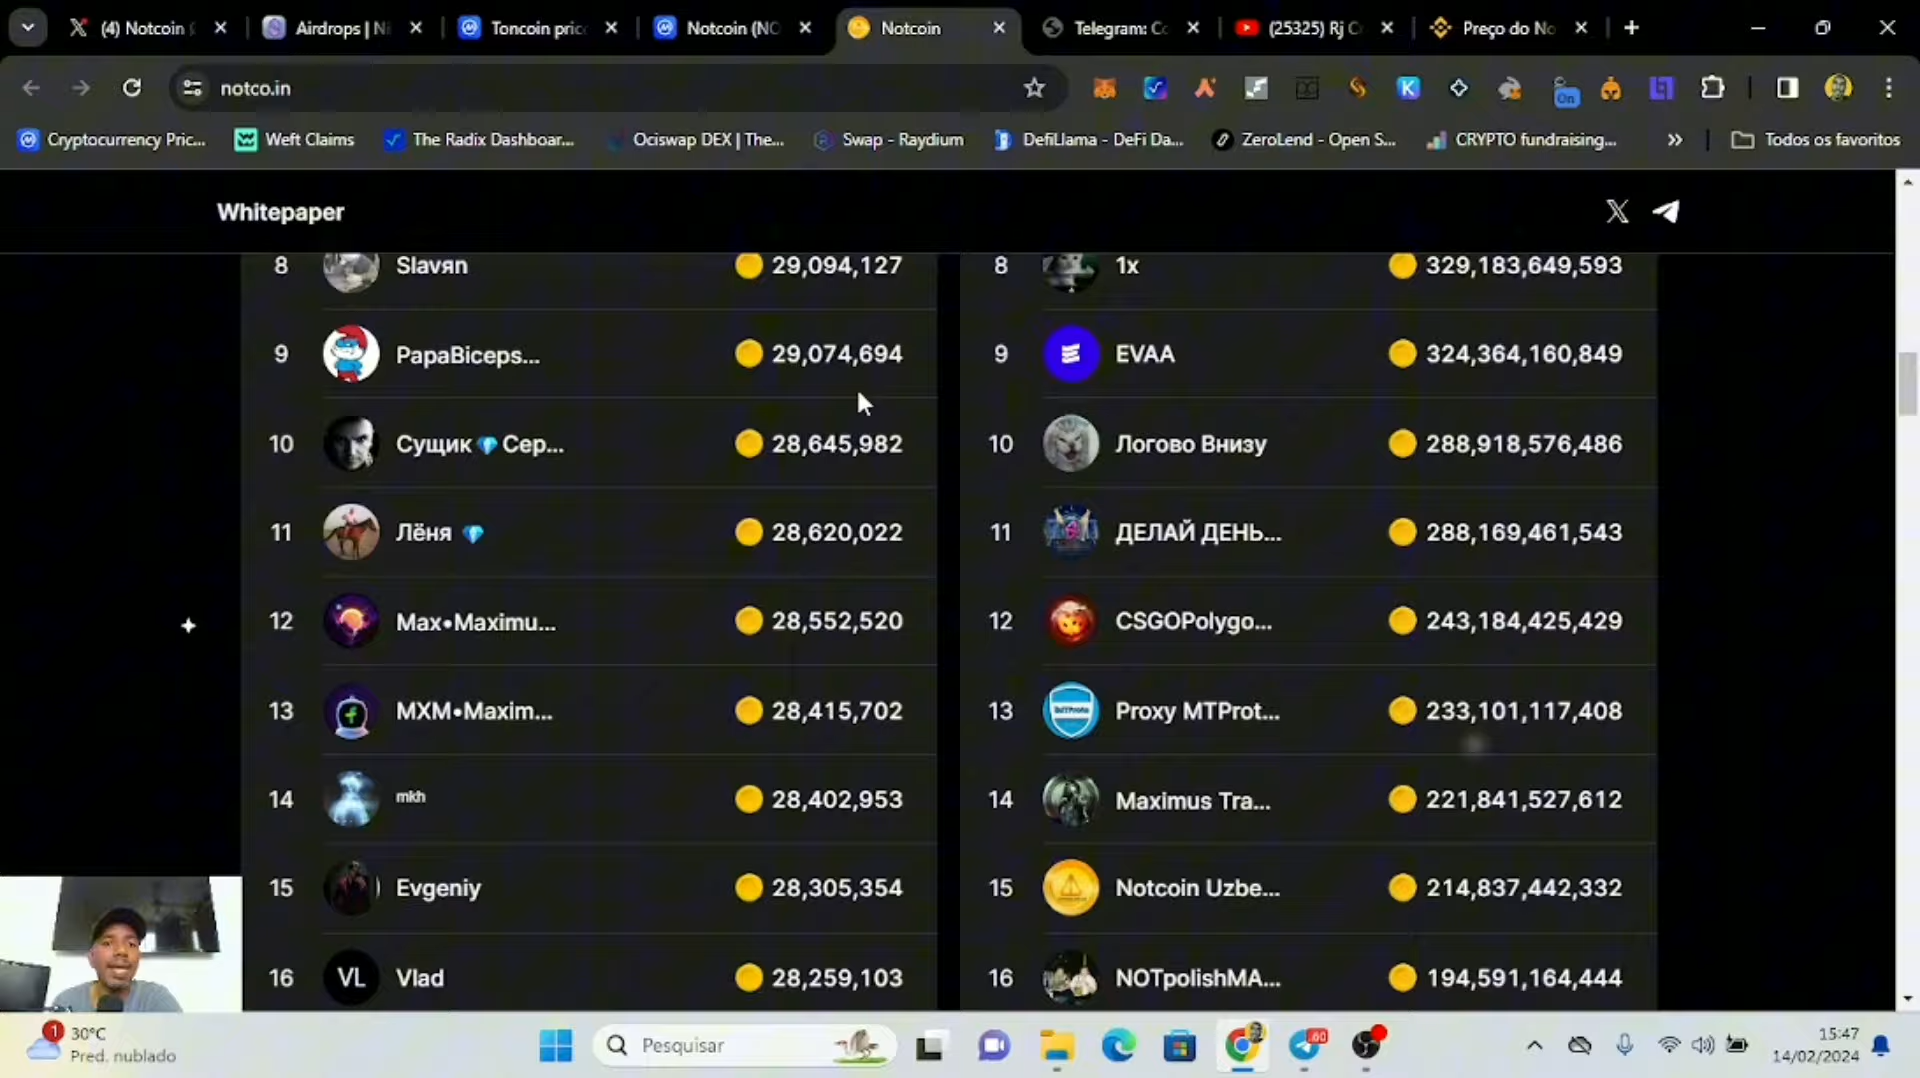 (4) Notcoin
Airdrops | Ni
Toncoin pric
Notcoin (NO
Notcoin
Telegram: Co
(25325) Rj C
Preço do No
notco.in
On
Cryptocurrency Pric...
Weft Claims
The Radix Dashboar...
Ociswap DEX | The...
Swap - Raydium
DefiLlama - DeFi Da...
ZeroLend - Open S...
CRYPTO fundraising...
Todos os favoritos
Whitepaper
8 Slavяn 29,094,127
8 1x 329,183,649,593
9 PapaBiceps... 29,074,694
9 EVAA 324,364,160,849
10 Сущик💎Сер... 28,645,982
10 Логово Внизу 288,918,576,486
11 Лёня 💎 28,620,022
11 ДЕЛАЙ ДЕНЬ... 288,169,461,543
12 Max•Maximu... 28,552,520
12 CSGOPolygo... 243,184,425,429
13 MXM•Maxim... 28,415,702
13 Proxy MTProt... 233,101,117,408
14 mkh 28,402,953
14 Maximus Tra... 221,841,527,612
15 Evgeniy 28,305,354
15 Notcoin Uzbe... 214,837,442,332
16 VL Vlad 28,259,103
16 NOTpolishMA... 194,591,164,444
1
30°C
Pred. nublado
Pesquisar
60
15:47
14/02/2024